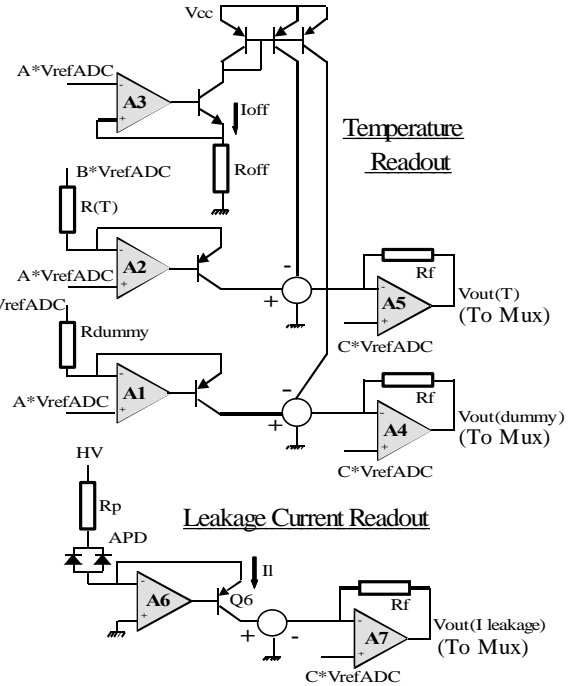 Vcc
A*VrefADC
-
A3
+
Ioff
Temperature
Readout
Roff
B*VrefADC
R(T)
-
A2
A*VrefADC
+
-
+
Rf
-
A5
+
Vout(T)
(To Mux)
C*VrefADC
VrefADC
Rdummy
-
A1
A*VrefADC
+
-
+
Rf
-
A4
+
Vout(dummy)
(To Mux)
C*VrefADC
HV
Rp
Leakage Current Readout
APD
Il
-
A6
+
Q6
+
-
Rf
-
A7
+
Vout(I leakage)
(To Mux)
C*VrefADC